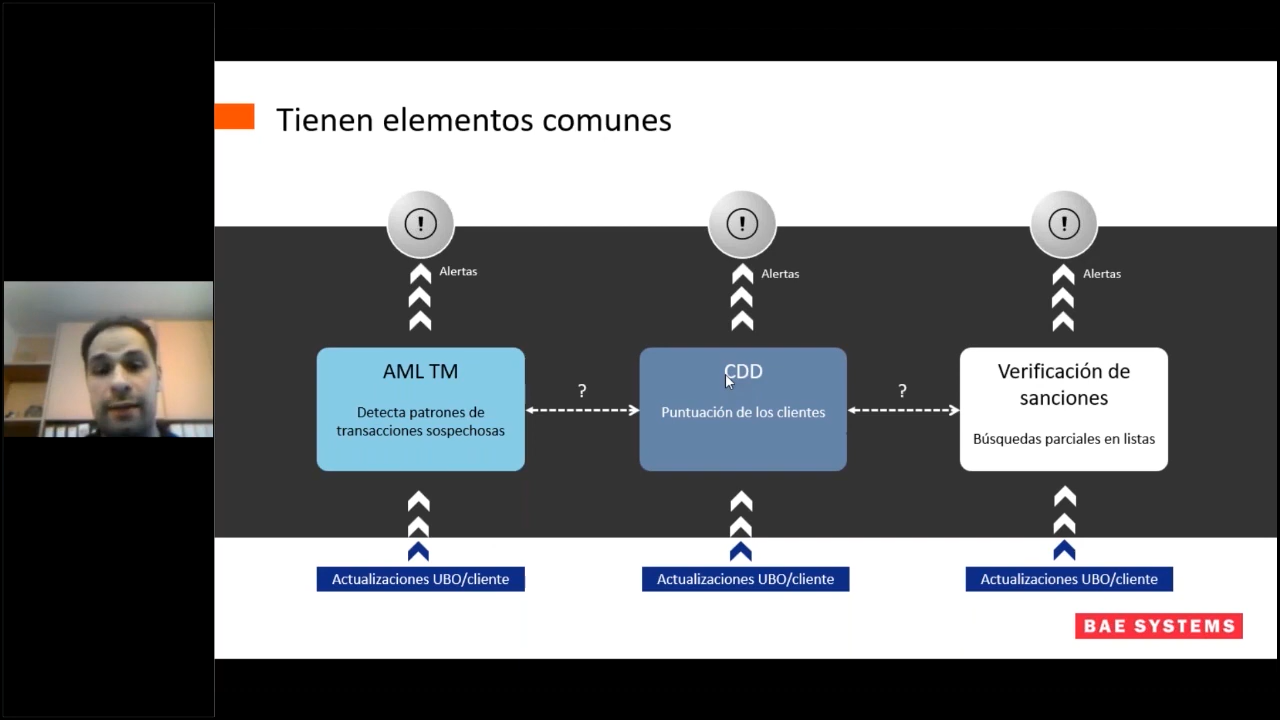 Tienen elementos comunes
!
!
!
Alertas
Alertas
Alertas
AML TM
Detecta patrones de
transacciones sospechosas
?
CDD
Puntuación de los clientes
?
Verificación de
sanciones
Búsquedas parciales en listas
Actualizaciones UBO/cliente
Actualizaciones UBO/cliente
Actualizaciones UBO/cliente
BAE SYSTEMS